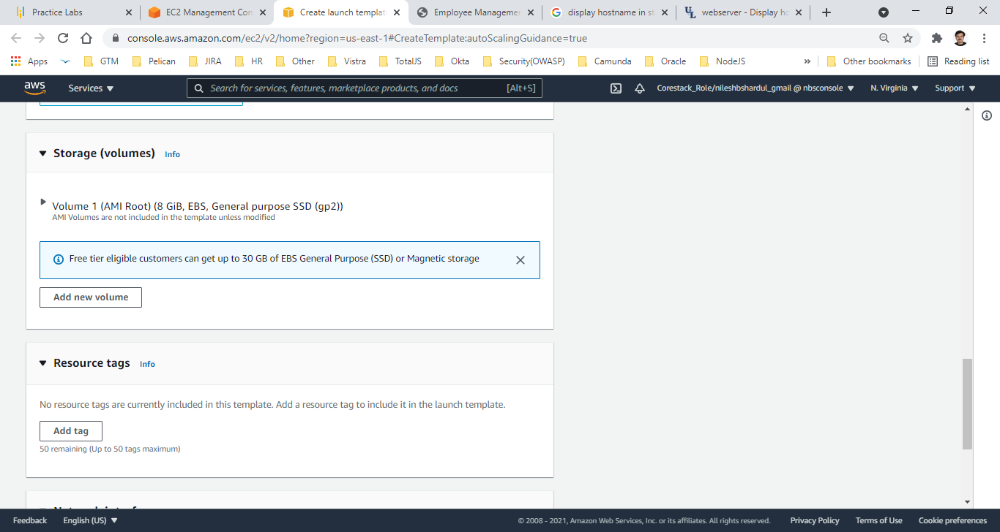 Practice Labs
EC2 Management Con
Create launch templat
Employee Managemen
display hostname in st
webserver - Display ho
console.aws.amazon.com/ec2/v2/home?region=us-east-1#CreateTemplate:autoScalingGuidance=true
Apps
GTM
Pelican
JIRA
HR
Other
Vistra
TotalJS
Okta
Security(OWASP)
Camunda
Oracle
NodeJS
»
Other bookmarks
Reading list
aws
Services
Search for services, features, marketplace products, and docs
[Alt+S]
Corestack_Role/nileshbshardul_gmail @ nbsconsole
N. Virginia
Support
Storage (volumes) Info
Volume 1 (AMI Root) (8 GiB, EBS, General purpose SSD (gp2))
AMI Volumes are not included in the template unless modified
Free tier eligible customers can get up to 30 GB of EBS General Purpose (SSD) or Magnetic storage
Add new volume
Resource tags Info
No resource tags are currently included in this template. Add a resource tag to include it in the launch template.
Add tag
50 remaining (Up to 50 tags maximum)
Feedback
English (US)
© 2008 - 2021, Amazon Web Services, Inc. or its affiliates. All rights reserved.
Privacy Policy
Terms of Use
Cookie preferences